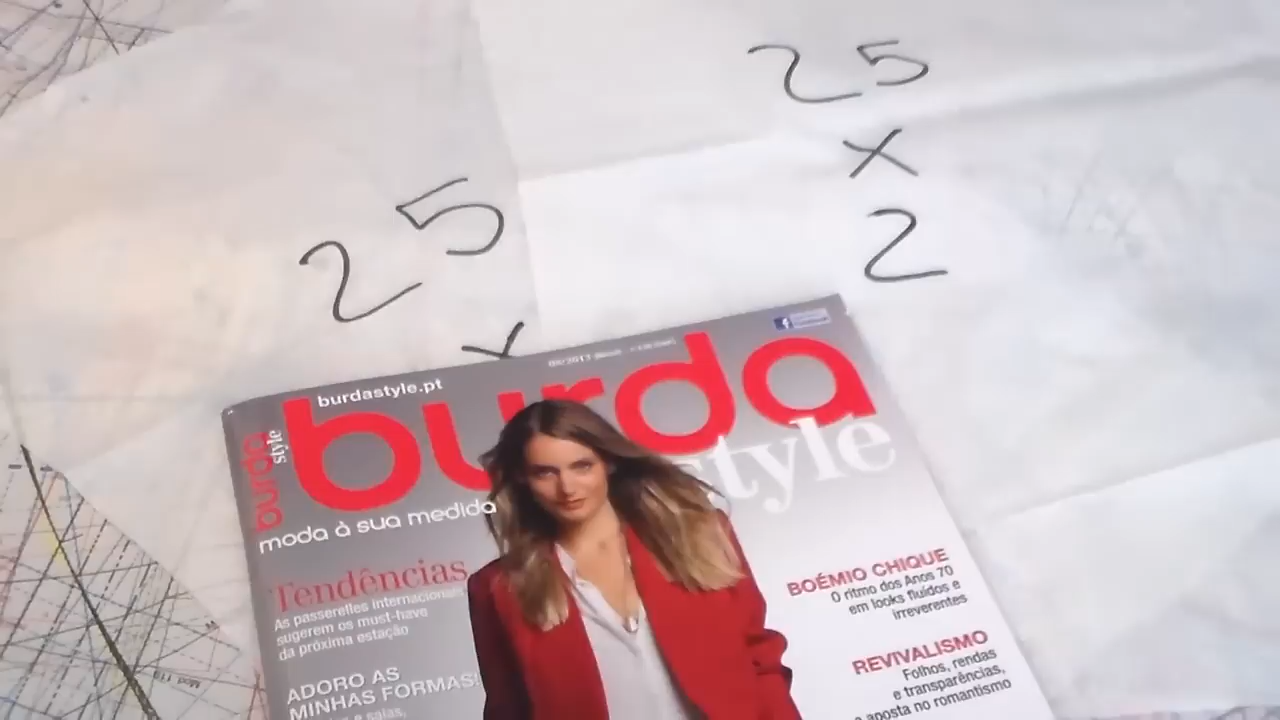 25
x
2
25
x
burdastyle.pt
burda
style
burda style
moda à sua medida
Tendências
As passerelles internacionais
sugerem os must-have
da próxima estação
ADORO AS
MINHAS FORMAS!
e saias,
BOÉMIO CHIQUE
O ritmo dos Anos 70
em looks fluidos e
irreverentes
REVIVALISMO
Folhos, rendas
e transparências,
a aposta no romantismo